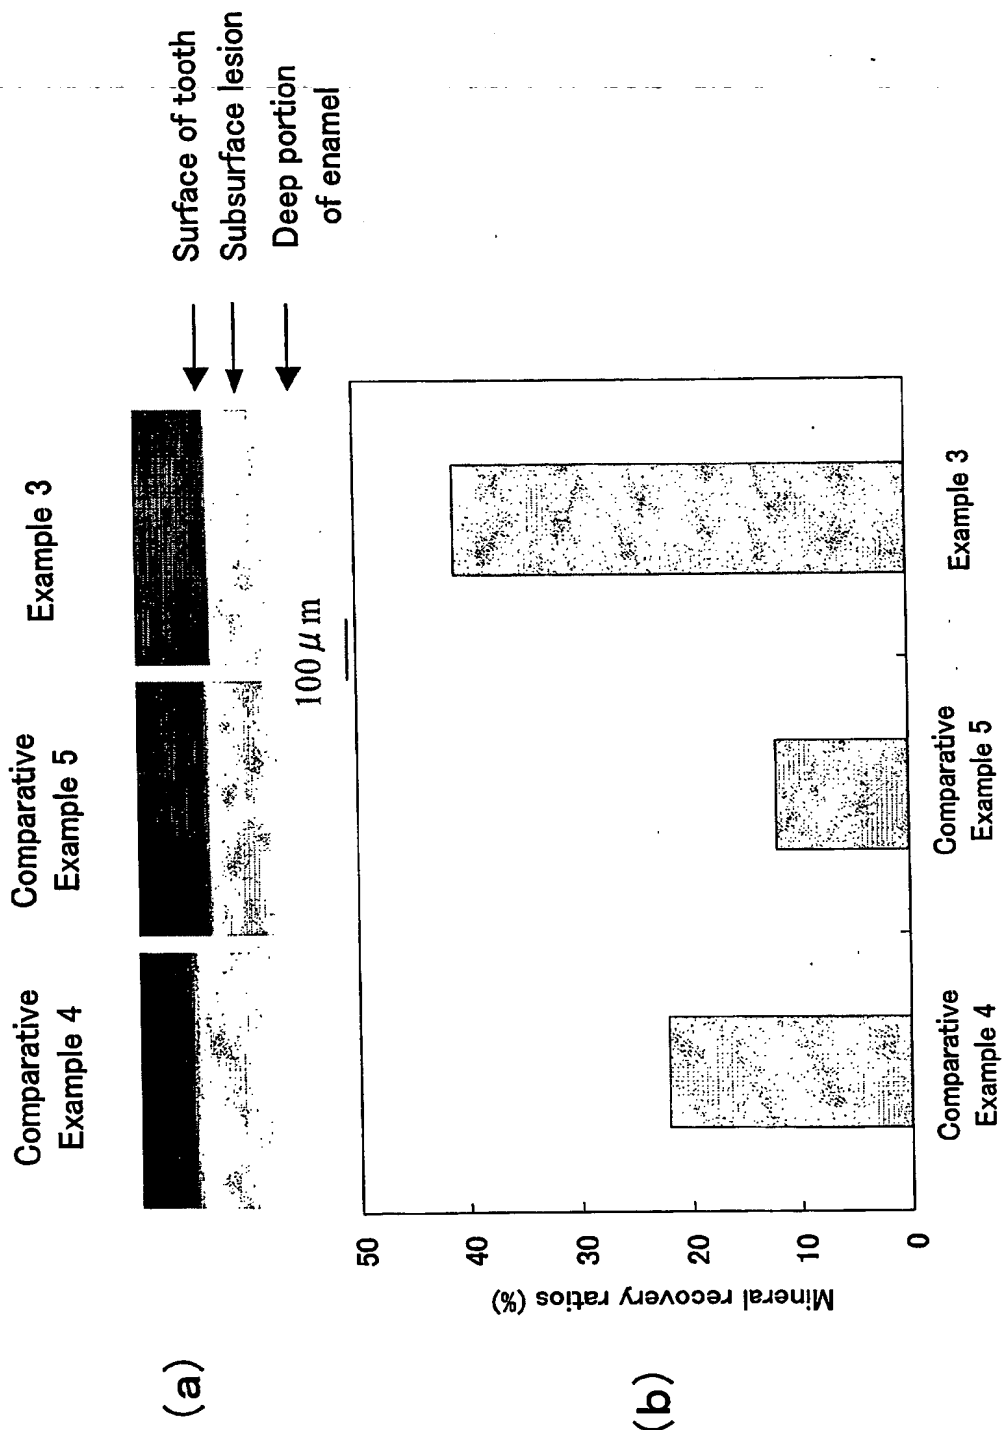 (a)
Comparative
Example 4
Comparative
Example 5
Example 3
Surface of tooth
Subsurface lesion
Deep portion
of enamel
100 μm
(b)
Mineral recovery ratios (%)
50
40
30
20
10
0
Comparative
Example 4
Comparative
Example 5
Example 3